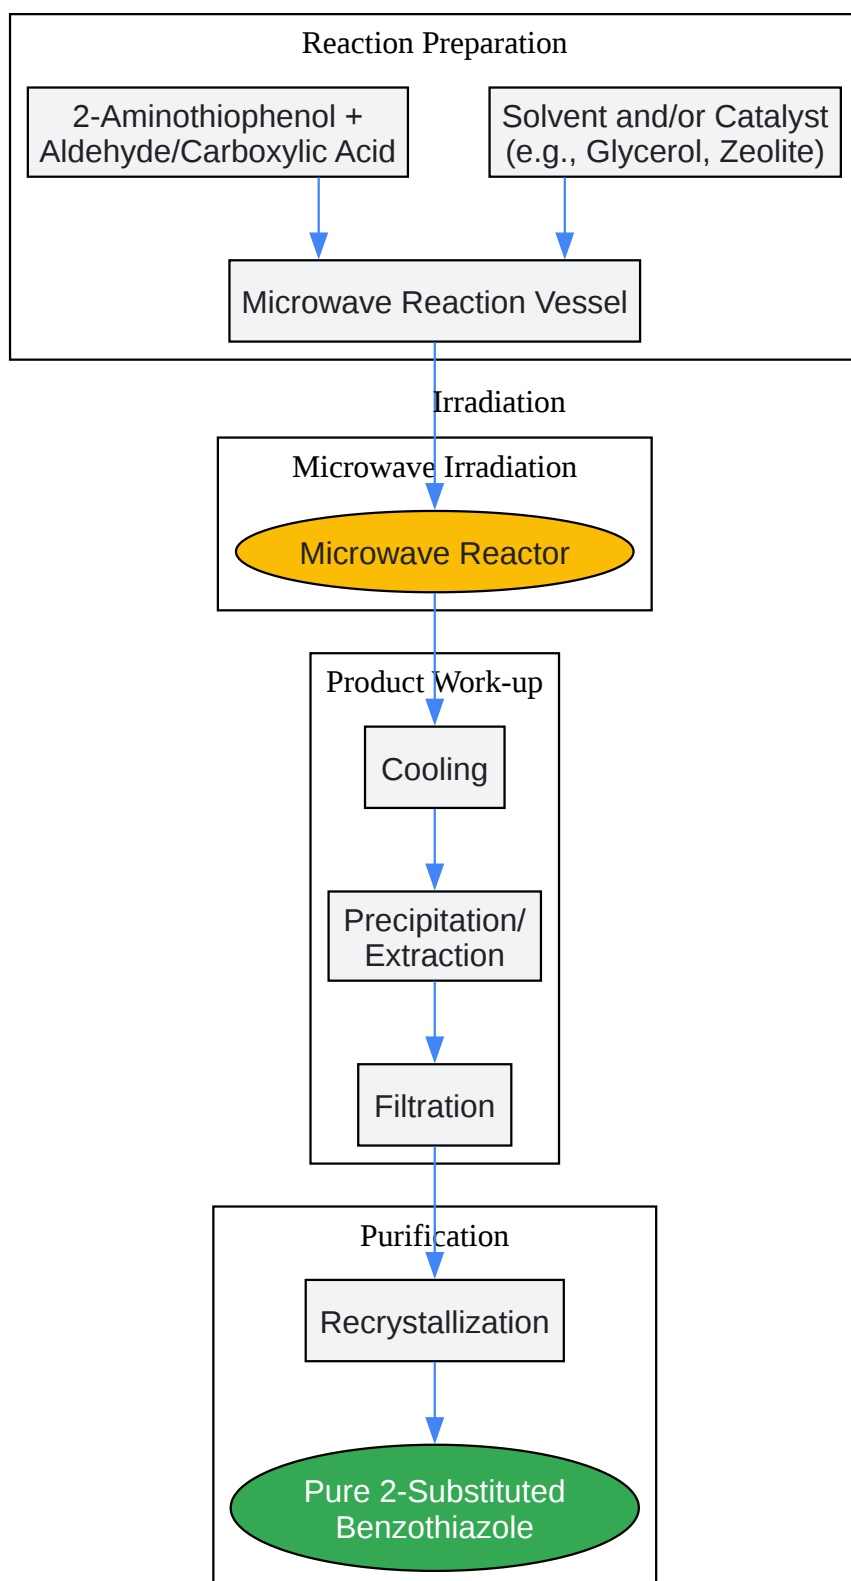 Reaction Preparation
2-Aminothiophenol +
Aldehyde/Carboxylic Acid
Solvent and/or Catalyst
(e.g., Glycerol, Zeolite)
Microwave Reaction Vessel
Irradiation
Microwave Irradiation
Microwave Reactor
Product Work-up
Cooling
Precipitation/
Extraction
Filtration
Purification
Recrystallization
Pure 2-Substituted
Benzothiazole